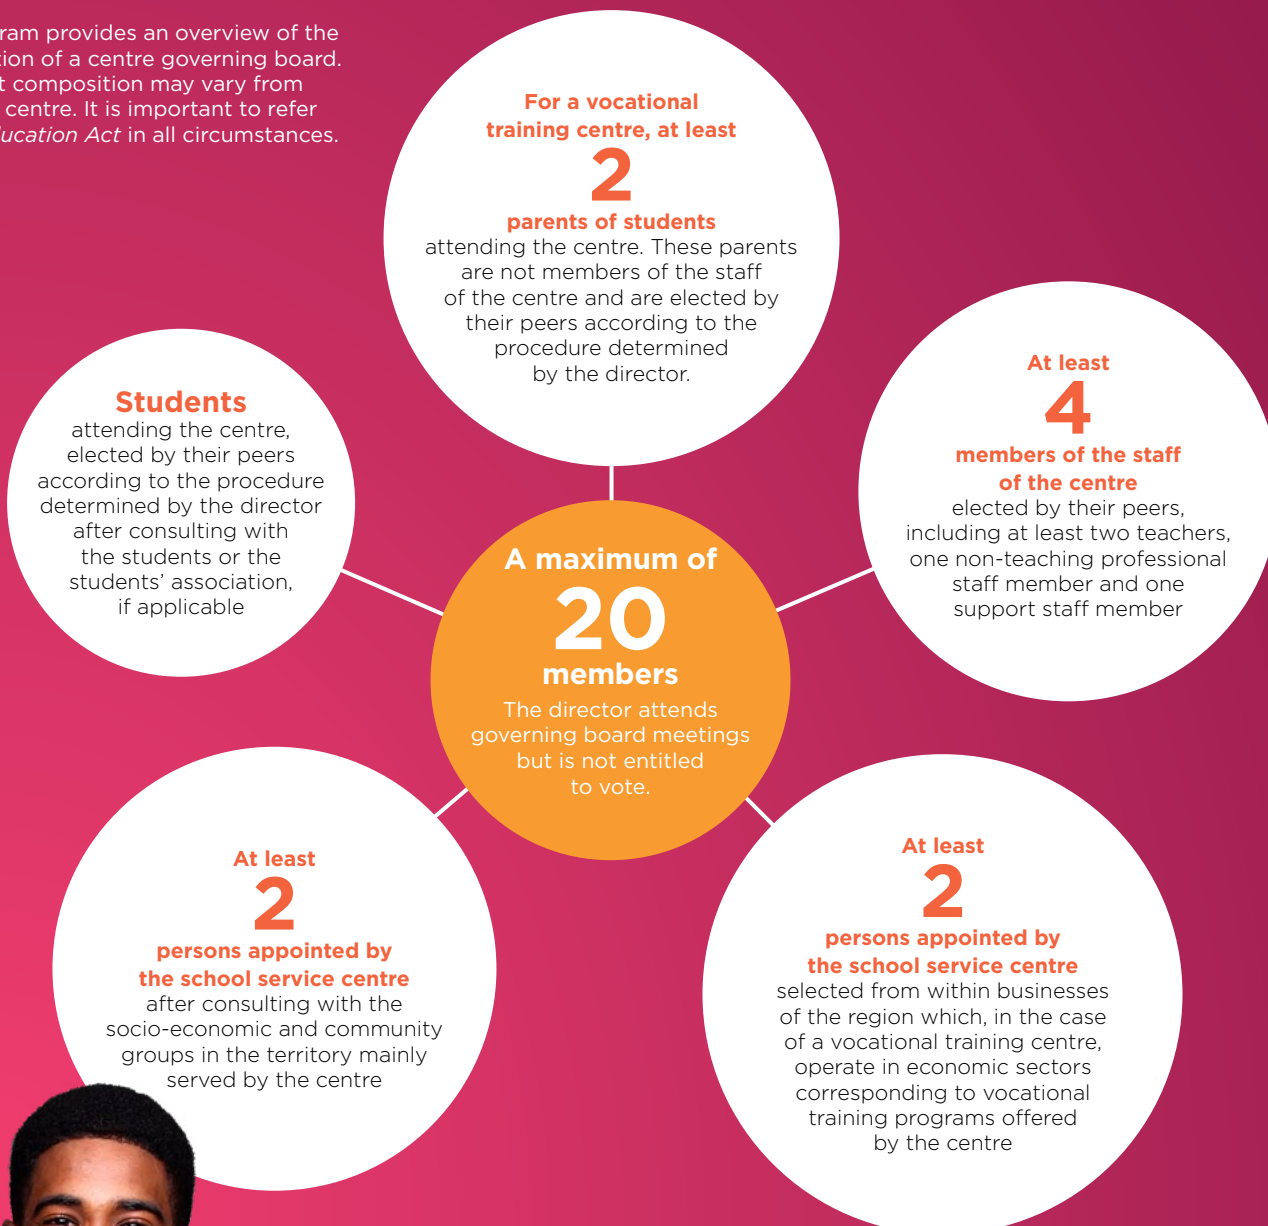 ram provides an overview of the
tion of a centre governing board.
t composition may vary from
centre. It is important to refer
ducation Act in all circumstances.
For a vocational
training centre, at least
2
parents of students
attending the centre. These parents
are not members of the staff
of the centre and are elected by
their peers according to the
procedure determined
by the director.
Students
attending the centre,
elected by their peers
according to the procedure
determined by the director
after consulting with
the students or the
students’ association,
if applicable
At least
4
members of the staff
of the centre
elected by their peers,
including at least two teachers,
one non-teaching professional
staff member and one
support staff member
A maximum of
20
members
The director attends
governing board meetings
but is not entitled
to vote.
At least
2
persons appointed by
the school service centre
after consulting with the
socio-economic and community
groups in the territory mainly
served by the centre
At least
2
persons appointed by
the school service centre
selected from within businesses
of the region which, in the case
of a vocational training centre,
operate in economic sectors
corresponding to vocational
training programs offered
by the centre